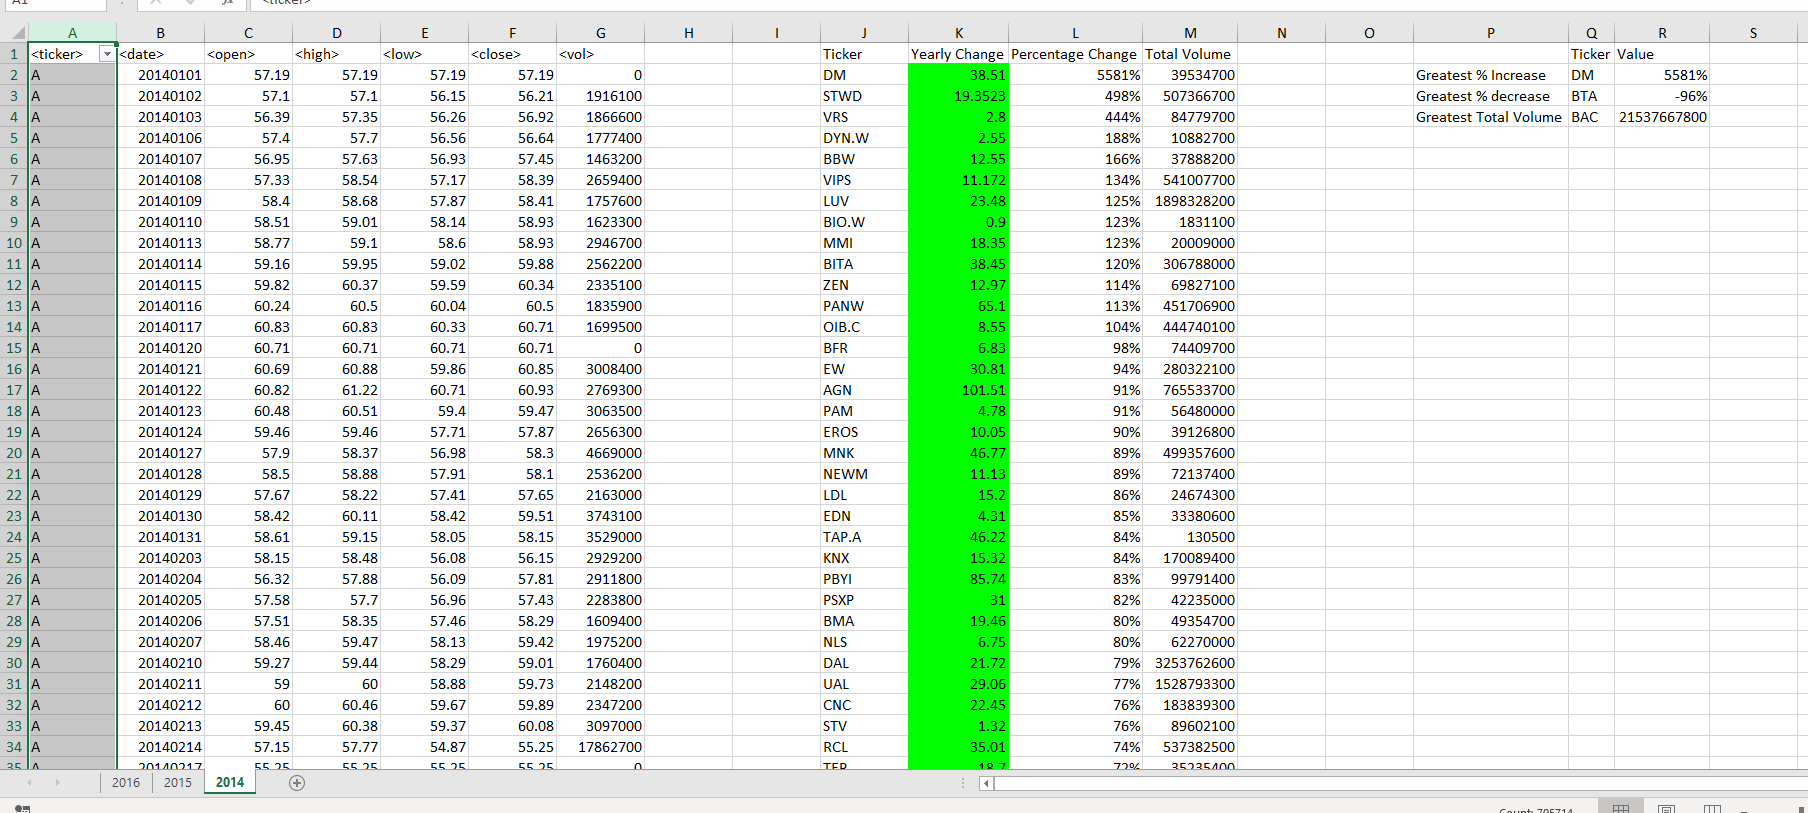 A1 fx <ticker>
A B C D E F G H I J K L M N O P Q R S
1 <ticker> <date> <open> <high> <low> <close> <vol> Ticker Yearly Change Percentage Change Total Volume Ticker Value
2 A 20140101 57.19 57.19 57.19 57.19 0 DM 38.51 5581% 39534700 Greatest % Increase DM 5581%
3 A 20140102 57.1 57.1 56.15 56.21 1916100 STWD 19.3523 498% 507366700 Greatest % decrease BTA -96%
4 A 20140103 56.39 57.35 56.26 56.92 1866600 VRS 2.8 444% 84779700 Greatest Total Volume BAC 21537667800
5 A 20140106 57.4 57.7 56.56 56.64 1777400 DYN.W 2.55 188% 10882700
6 A 20140107 56.95 57.63 56.93 57.45 1463200 BBW 12.55 166% 37888200
7 A 20140108 57.33 58.54 57.17 58.39 2659400 VIPS 11.172 134% 541007700
8 A 20140109 58.4 58.68 57.87 58.41 1757600 LUV 23.48 125% 1898328200
9 A 20140110 58.51 59.01 58.14 58.93 1623300 BIO.W 0.9 123% 1831100
10 A 20140113 58.77 59.1 58.6 58.93 2946700 MMI 18.35 123% 20009000
11 A 20140114 59.16 59.95 59.02 59.88 2562200 BITA 38.45 120% 306788000
12 A 20140115 59.82 60.37 59.59 60.34 2335100 ZEN 12.97 114% 69827100
13 A 20140116 60.24 60.5 60.04 60.5 1835900 PANW 65.1 113% 451706900
14 A 20140117 60.83 60.83 60.33 60.71 1699500 OIB.C 8.55 104% 444740100
15 A 20140120 60.71 60.71 60.71 60.71 0 BFR 6.83 98% 74409700
16 A 20140121 60.69 60.88 59.86 60.85 3008400 EW 30.81 94% 280322100
17 A 20140122 60.82 61.22 60.71 60.93 2769300 AGN 101.51 91% 765533700
18 A 20140123 60.48 60.51 59.4 59.47 3063500 PAM 4.78 91% 56480000
19 A 20140124 59.46 59.46 57.71 57.87 2656300 EROS 10.05 90% 39126800
20 A 20140127 57.9 58.37 56.98 58.3 4669000 MNK 46.77 89% 499357600
21 A 20140128 58.5 58.88 57.91 58.1 2536200 NEWM 11.13 89% 72137400
22 A 20140129 57.67 58.22 57.41 57.65 2163000 LDL 15.2 86% 24674300
23 A 20140130 58.42 60.11 58.42 59.51 3743100 EDN 4.31 85% 33380600
24 A 20140131 58.61 59.15 58.05 58.15 3529000 TAP.A 46.22 84% 130500
25 A 20140203 58.15 58.48 56.08 56.15 2929200 KNX 15.32 84% 170089400
26 A 20140204 56.32 57.88 56.09 57.81 2911800 PBYI 85.74 83% 99791400
27 A 20140205 57.58 57.7 56.96 57.43 2283800 PSXP 31 82% 42235000
28 A 20140206 57.51 58.35 57.46 58.29 1609400 BMA 19.46 80% 49354700
29 A 20140207 58.46 59.47 58.13 59.42 1975200 NLS 6.75 80% 62270000
30 A 20140210 59.27 59.44 58.29 59.01 1760400 DAL 21.72 79% 3253762600
31 A 20140211 59 60 58.88 59.73 2148200 UAL 29.06 77% 1528793300
32 A 20140212 60 60.46 59.67 59.89 2347200 CNC 22.45 76% 183839300
33 A 20140213 59.45 60.38 59.37 60.08 3097000 STV 1.32 76% 89602100
34 A 20140214 57.15 57.77 54.87 55.25 17862700 RCL 35.01 74% 537382500
35 A 20140217 55.25 55.25 55.25 55.25 0 TEP 18.7 72% 35235400
2016 2015 2014
Count: 705714